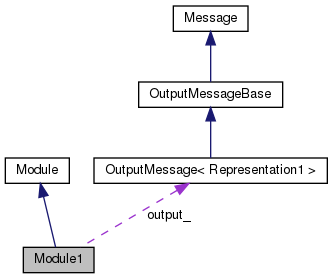 Message
OutputMessageBase
Module
OutputMessage< Representation1 >
output_
Module1